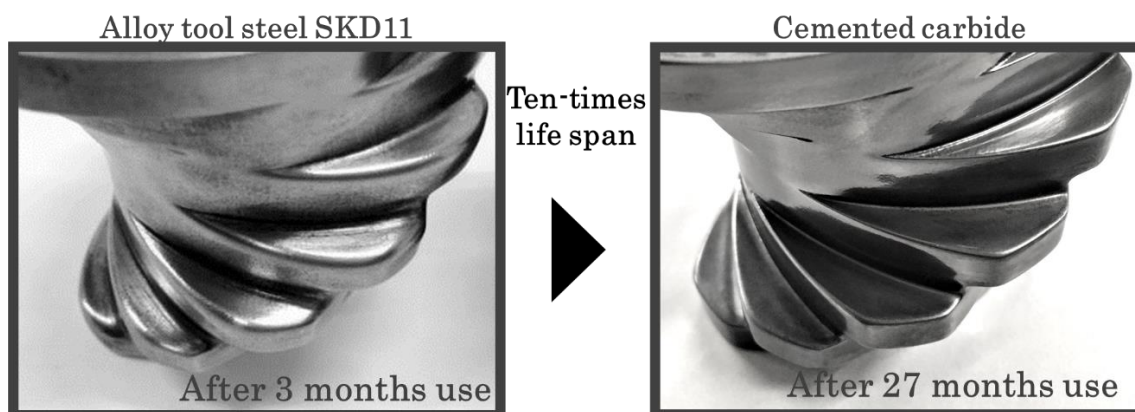 Alloy tool steel SKD11
Cemented carbide
Ten-times
life span
After 3 months use
After 27 months use